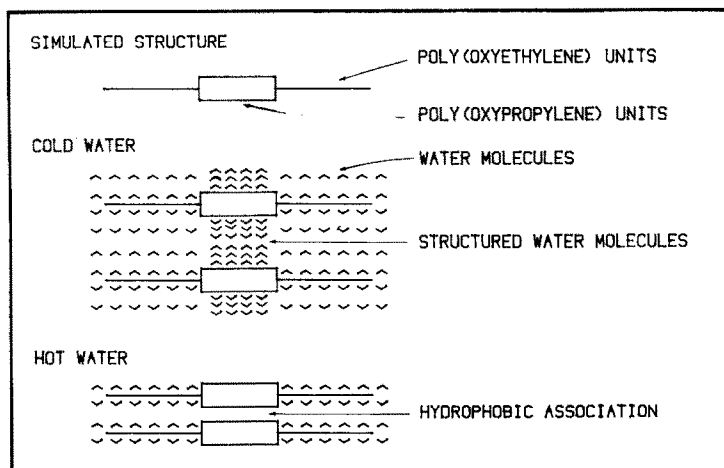 SIMULATED STRUCTURE
POLY(OXYETHYLENE) UNITS
POLY(OXYPROPYLENE) UNITS
COLD WATER
WATER MOLECULES
STRUCTURED WATER MOLECULES
HOT WATER
HYDROPHOBIC ASSOCIATION